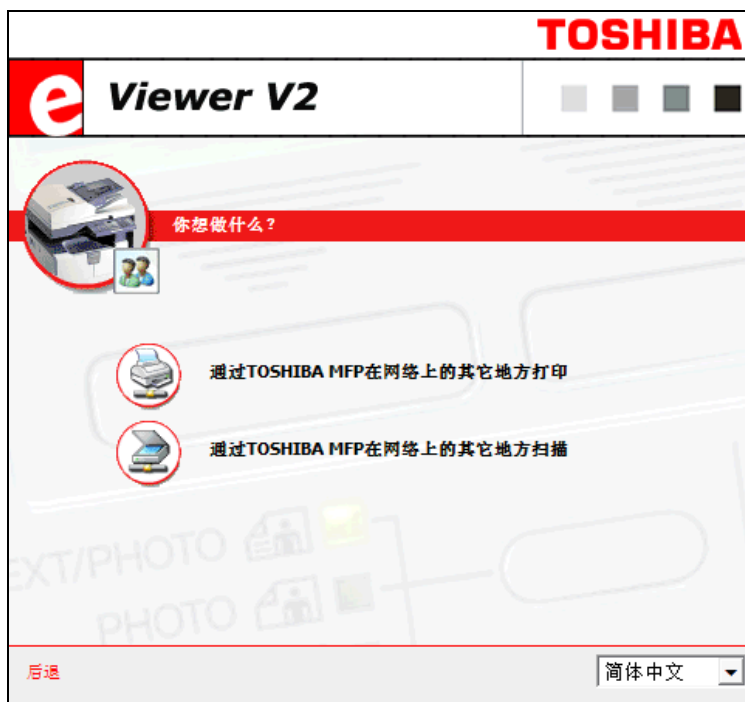 TOSHIBA
e Viewer V2
你想做什么？
通过TOSHIBA MFP在网络上的其它地方打印
通过TOSHIBA MFP在网络上的其它地方扫描
EXT/PHOTO
PHOTO
后退
简体中文